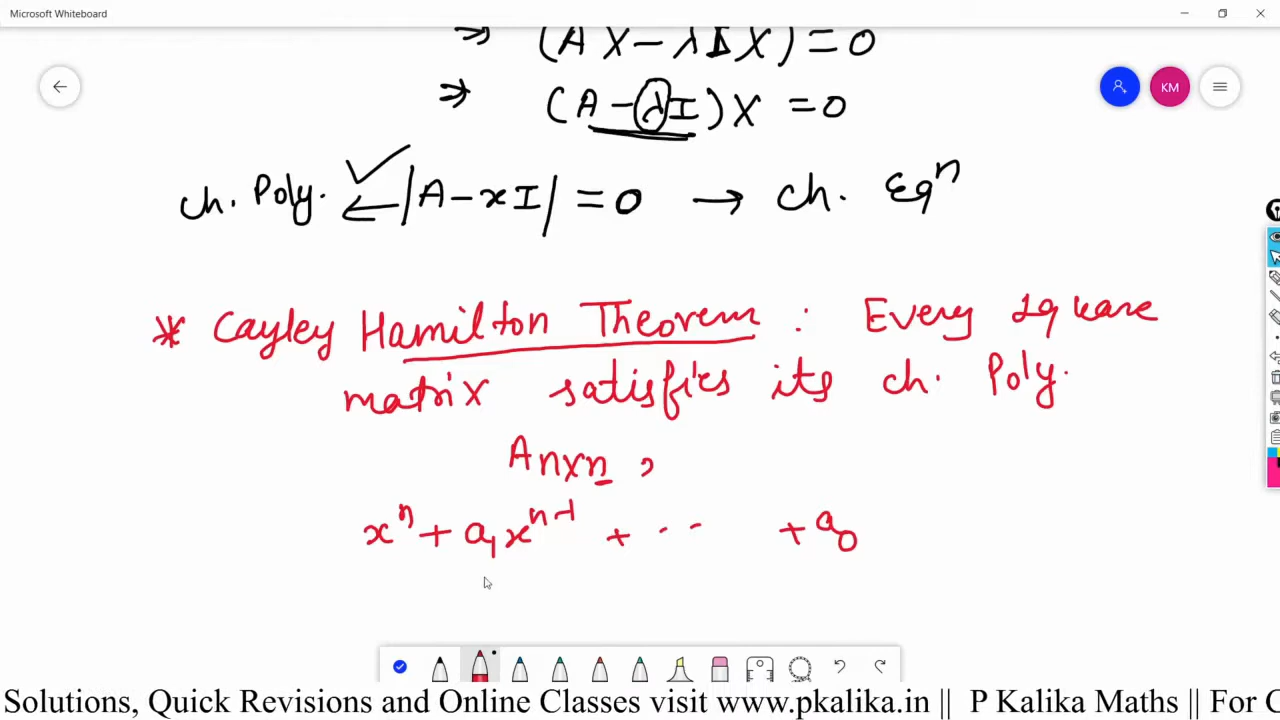 Microsoft Whiteboard
⇒ (AX - λIX) = 0
⇒ (A - λI)X = 0
KM
ch. Poly. ← |A - xI| = 0 → ch. Eqⁿ
* Cayley Hamilton Theorem : Every square
matrix satisfies its ch. Poly.
Anxn ,
xⁿ + a₁xⁿ⁻¹ + ·· + a₀
Solutions, Quick Revisions and Online Classes visit www.pkalika.in || P Kalika Maths || For C